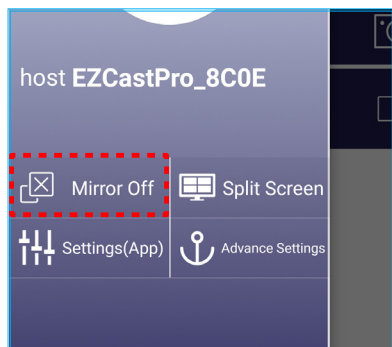 host EZCastPro_8C0E
Mirror Off
Split Screen
Settings(App)
Advance Settings